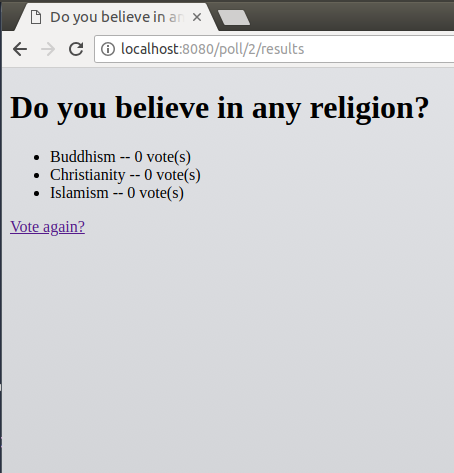 Do you believe in a
localhost:8080/poll/2/results
Do you believe in any religion?
Buddhism -- 0 vote(s)
Christianity -- 0 vote(s)
Islamism -- 0 vote(s)
Vote again?